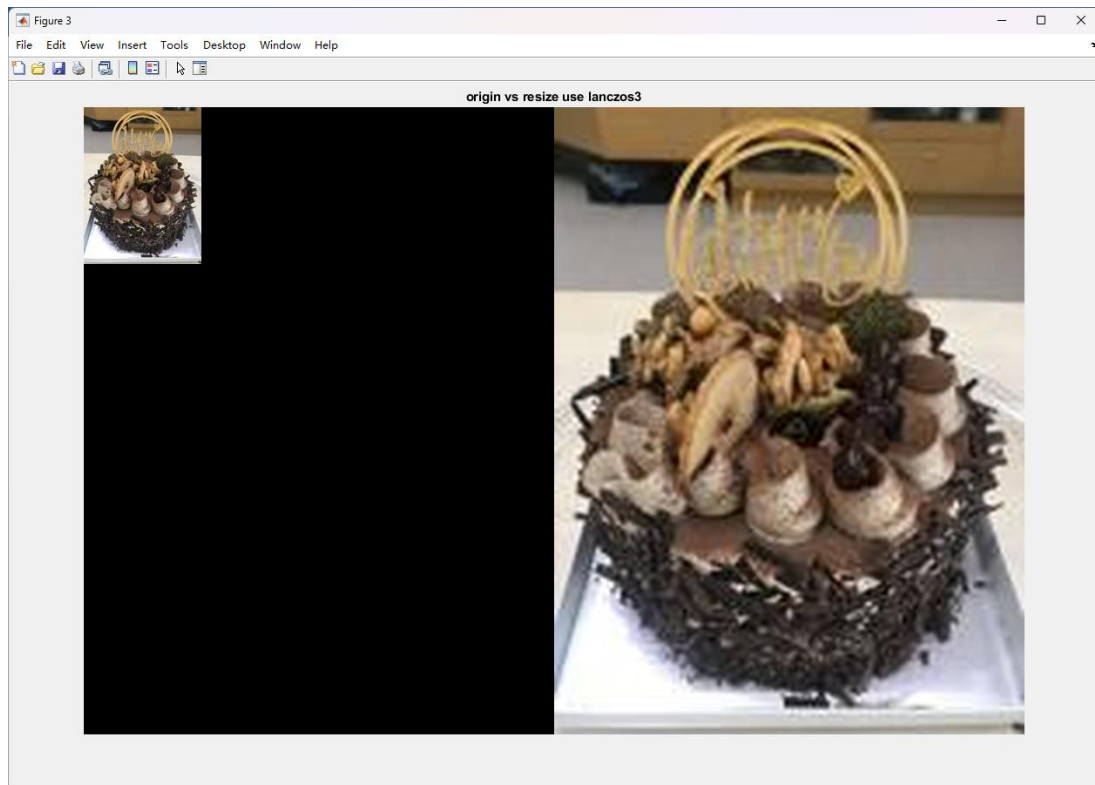 Figure 3
File Edit View Insert Tools Desktop Window Help
origin vs resize use lanczos3